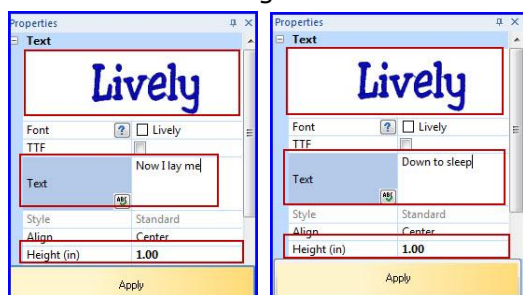 Properties
Text
Lively
Font ? Lively
TTF
Text Now I lay me
ABC
Style Standard
Align Center
Height (in) 1.00
Apply
Properties
Text
Lively
Font ? Lively
TTF
Text Down to sleep
ABC
Style Standard
Align Center
Height (in) 1.00
Apply